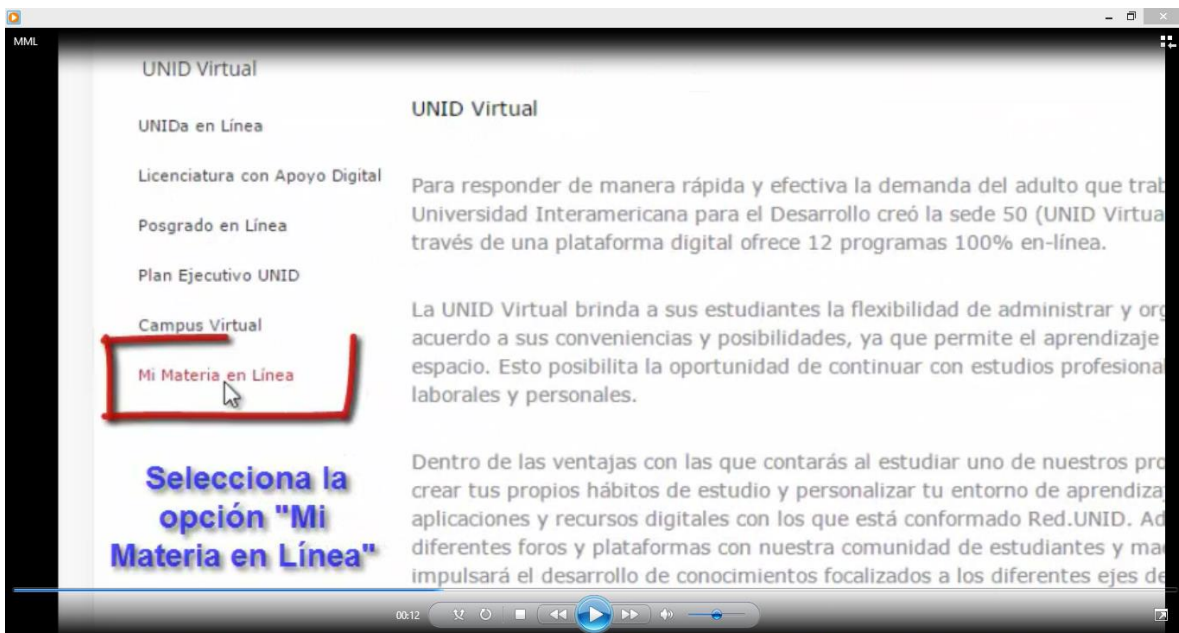 MML
UNID Virtual
UNIDa en Línea
Licenciatura con Apoyo Digital
Posgrado en Línea
Plan Ejecutivo UNID
Campus Virtual
Mi Materia en Línea
Selecciona la
opción "Mi
Materia en Línea"
UNID Virtual
Para responder de manera rápida y efectiva la demanda del adulto que trab
Universidad Interamericana para el Desarrollo creó la sede 50 (UNID Virtua
través de una plataforma digital ofrece 12 programas 100% en-línea.
La UNID Virtual brinda a sus estudiantes la flexibilidad de administrar y org
acuerdo a sus conveniencias y posibilidades, ya que permite el aprendizaje
espacio. Esto posibilita la oportunidad de continuar con estudios profesional
laborales y personales.
Dentro de las ventajas con las que contarás al estudiar uno de nuestros pro
crear tus propios hábitos de estudio y personalizar tu entorno de aprendizaj
aplicaciones y recursos digitales con los que está conformado Red.UNID. Ad
diferentes foros y plataformas con nuestra comunidad de estudiantes y mae
impulsará el desarrollo de conocimientos focalizados a los diferentes ejes de
00:12